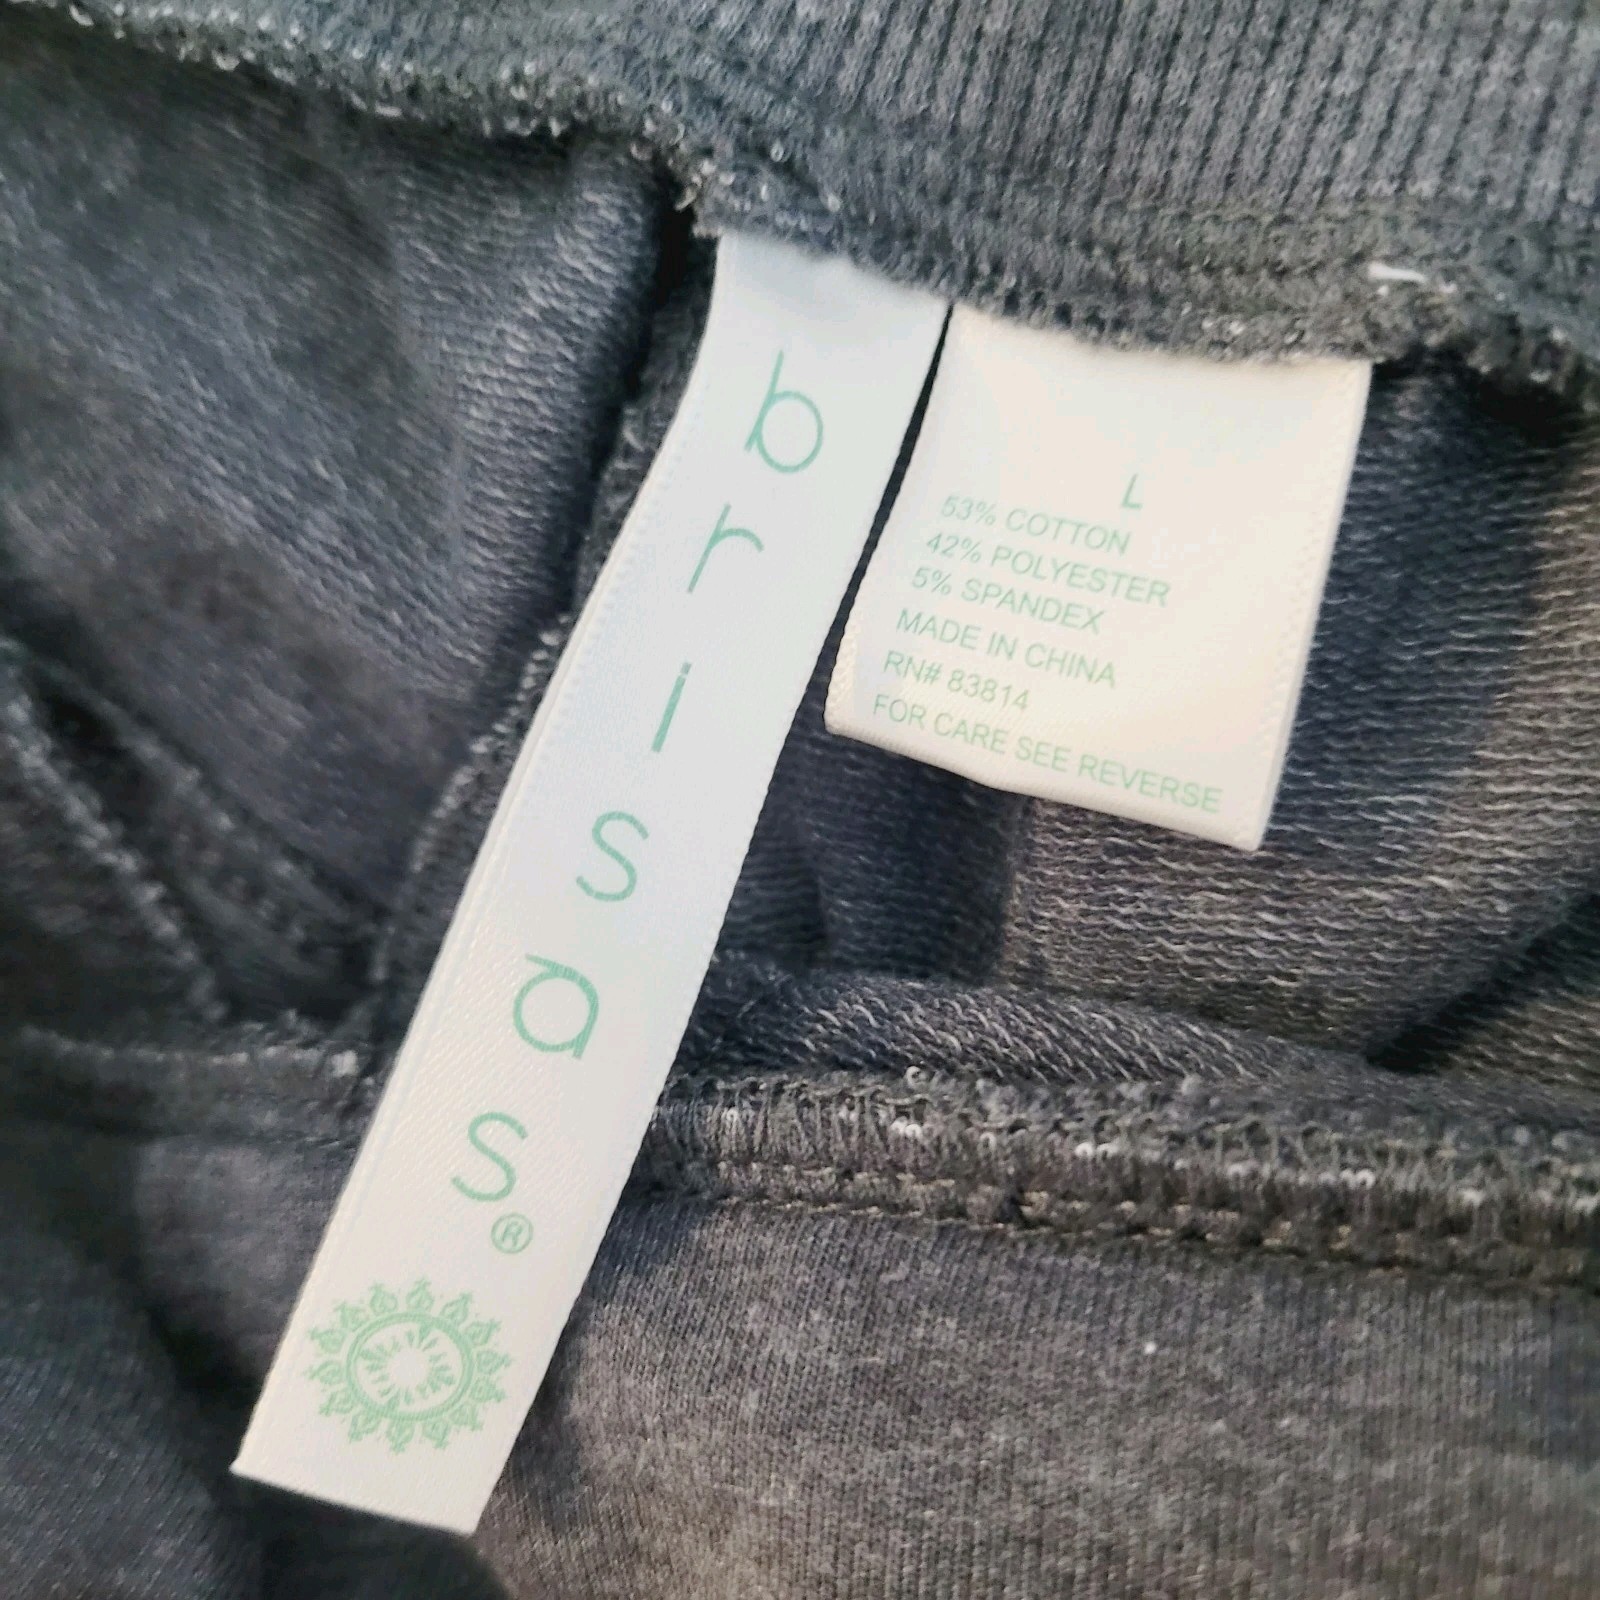 brisas®
L
53% COTTON
42% POLYESTER
5% SPANDEX
MADE IN CHINA
RN# 83814
FOR CARE SEE REVERSE